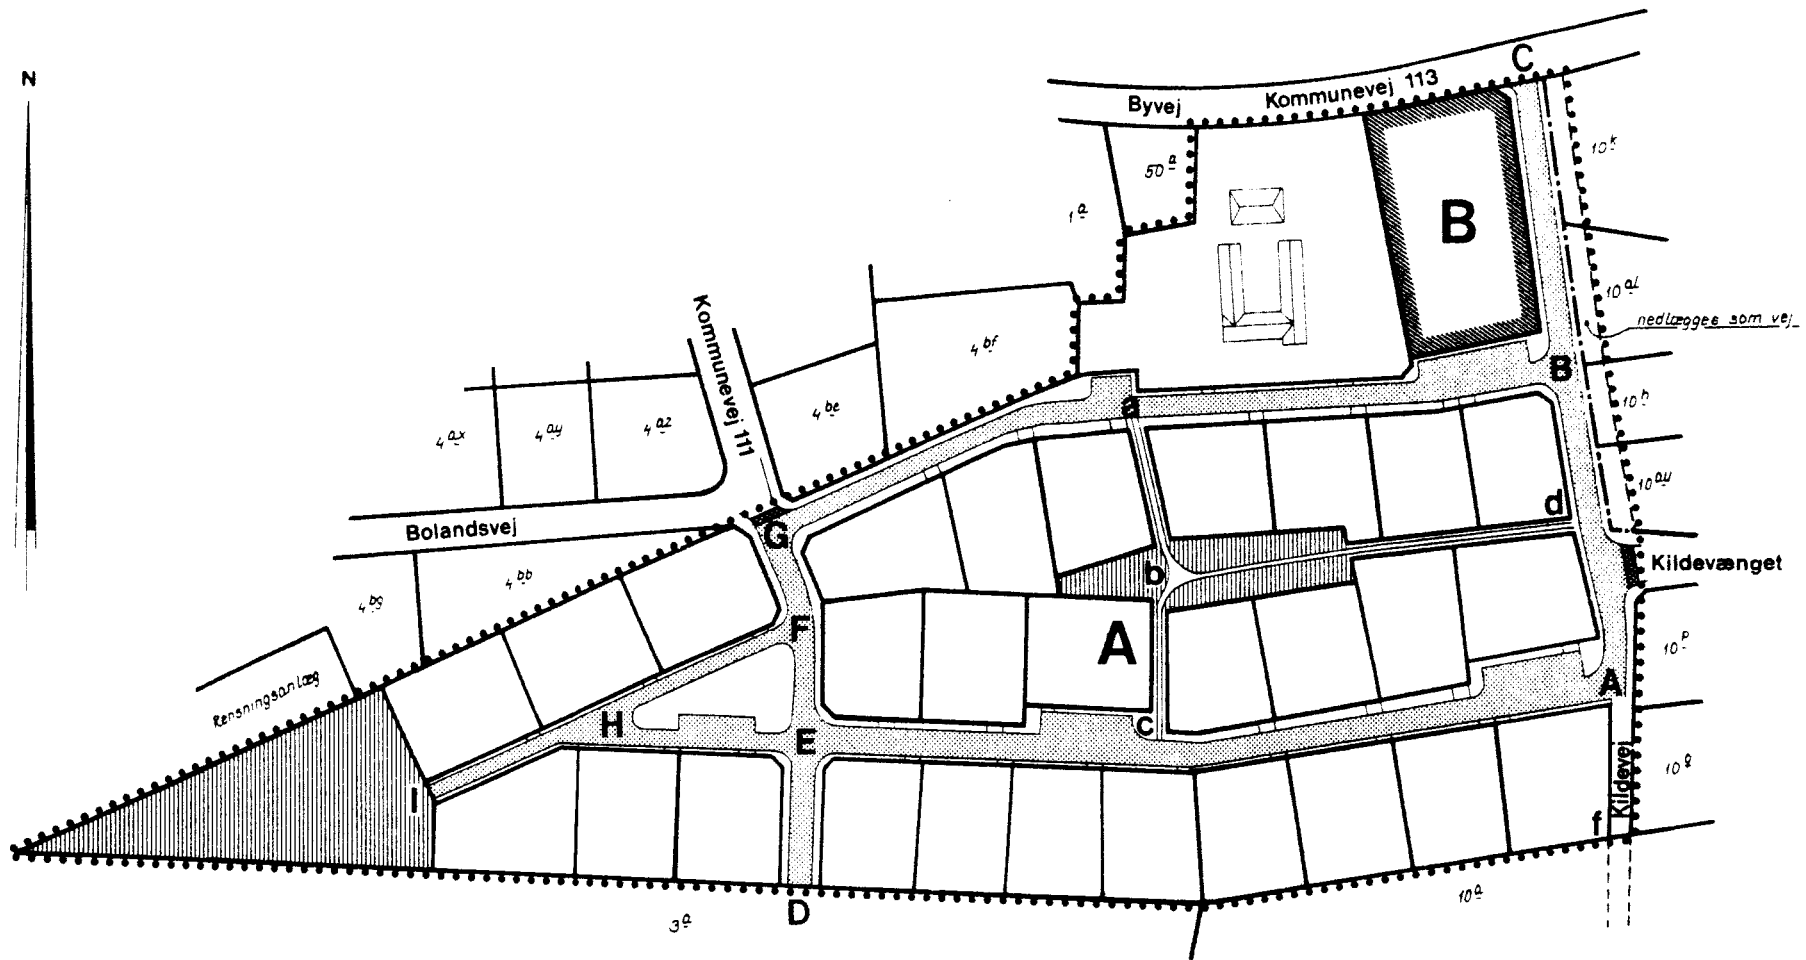 N
C
Byvej
Kommunevej 113
10k
50a
1a
B
10al
nedlægges som vej
Kommunevej 111
4bf
B
4be
a
10h
4ax
4ay
4az
10au
d
Bolandsvej
G
4bb
b
Kildevænget
4bg
F
A
10p
Rensningsanlæg
A
H
E
c
10q
I
Kildevej
f
D
3a
10a